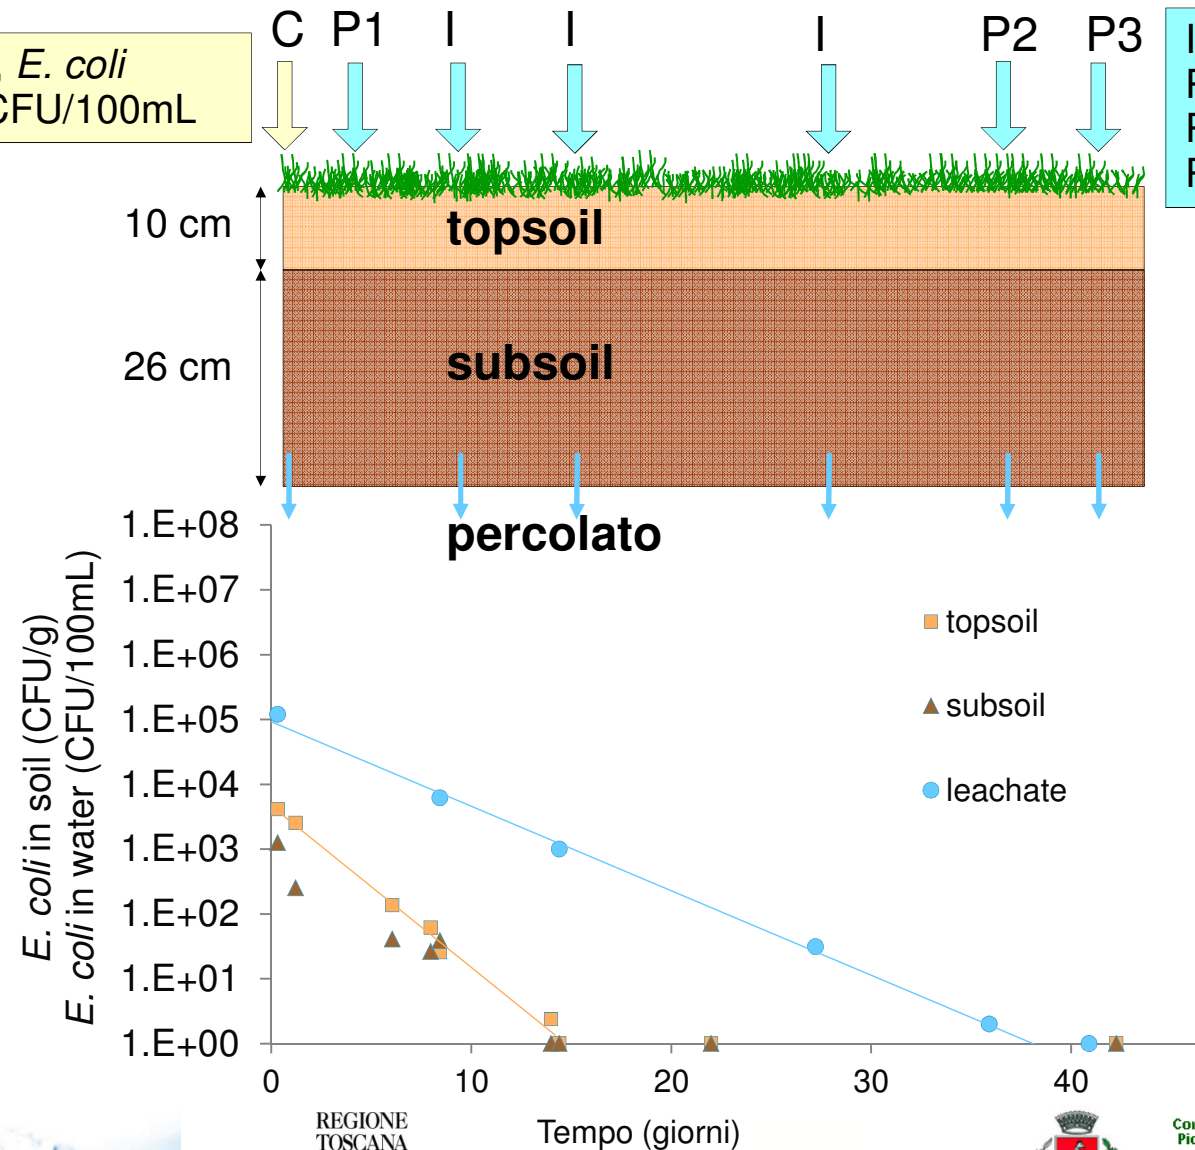 C P1 I I I P2 P3
E. coli
CFU/100mL
10 cm
topsoil
26 cm
subsoil
percolato
1.E+08
1.E+07
1.E+06
1.E+05
1.E+04
1.E+03
1.E+02
1.E+01
1.E+00
E. coli in soil (CFU/g)
E. coli in water (CFU/100mL)
topsoil
subsoil
leachate
0 10 20 30 40
Tempo (giorni)
REGIONE
TOSCANA